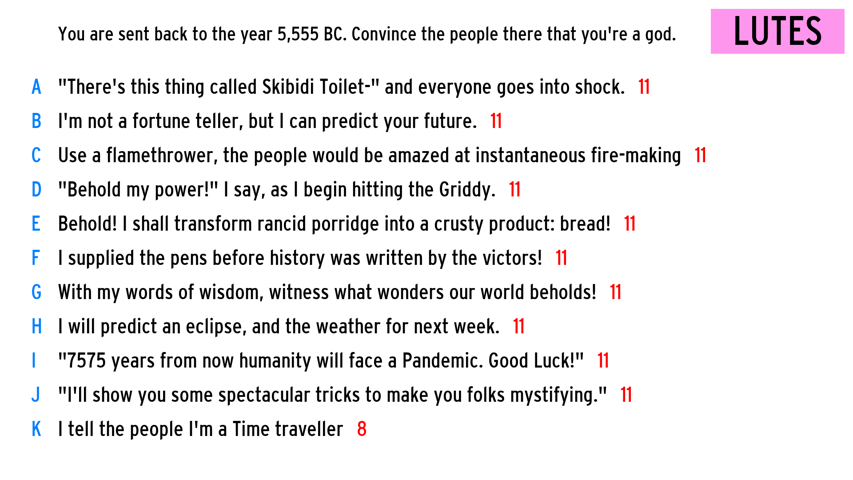 You are sent back to the year 5,555 BC. Convince the people there that you're a god.
LUTES
A "There's this thing called Skibidi Toilet-" and everyone goes into shock. 11
B I'm not a fortune teller, but I can predict your future. 11
C Use a flamethrower, the people would be amazed at instantaneous fire-making 11
D "Behold my power!" I say, as I begin hitting the Griddy. 11
E Behold! I shall transform rancid porridge into a crusty product: bread! 11
F I supplied the pens before history was written by the victors! 11
G With my words of wisdom, witness what wonders our world beholds! 11
H I will predict an eclipse, and the weather for next week. 11
I "7575 years from now humanity will face a Pandemic. Good Luck!" 11
J "I'll show you some spectacular tricks to make you folks mystifying." 11
K I tell the people I'm a Time traveller 8